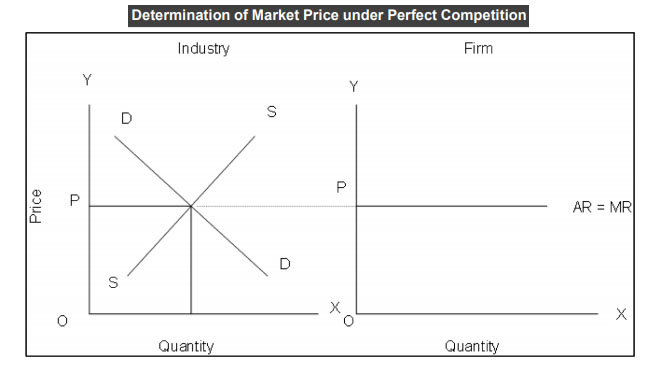 Determination of Market Price under Perfect Competition
Industry
Firm
Y
Y
D
S
P
P
Price
AR = MR
S
D
O
X
O
X
Quantity
Quantity